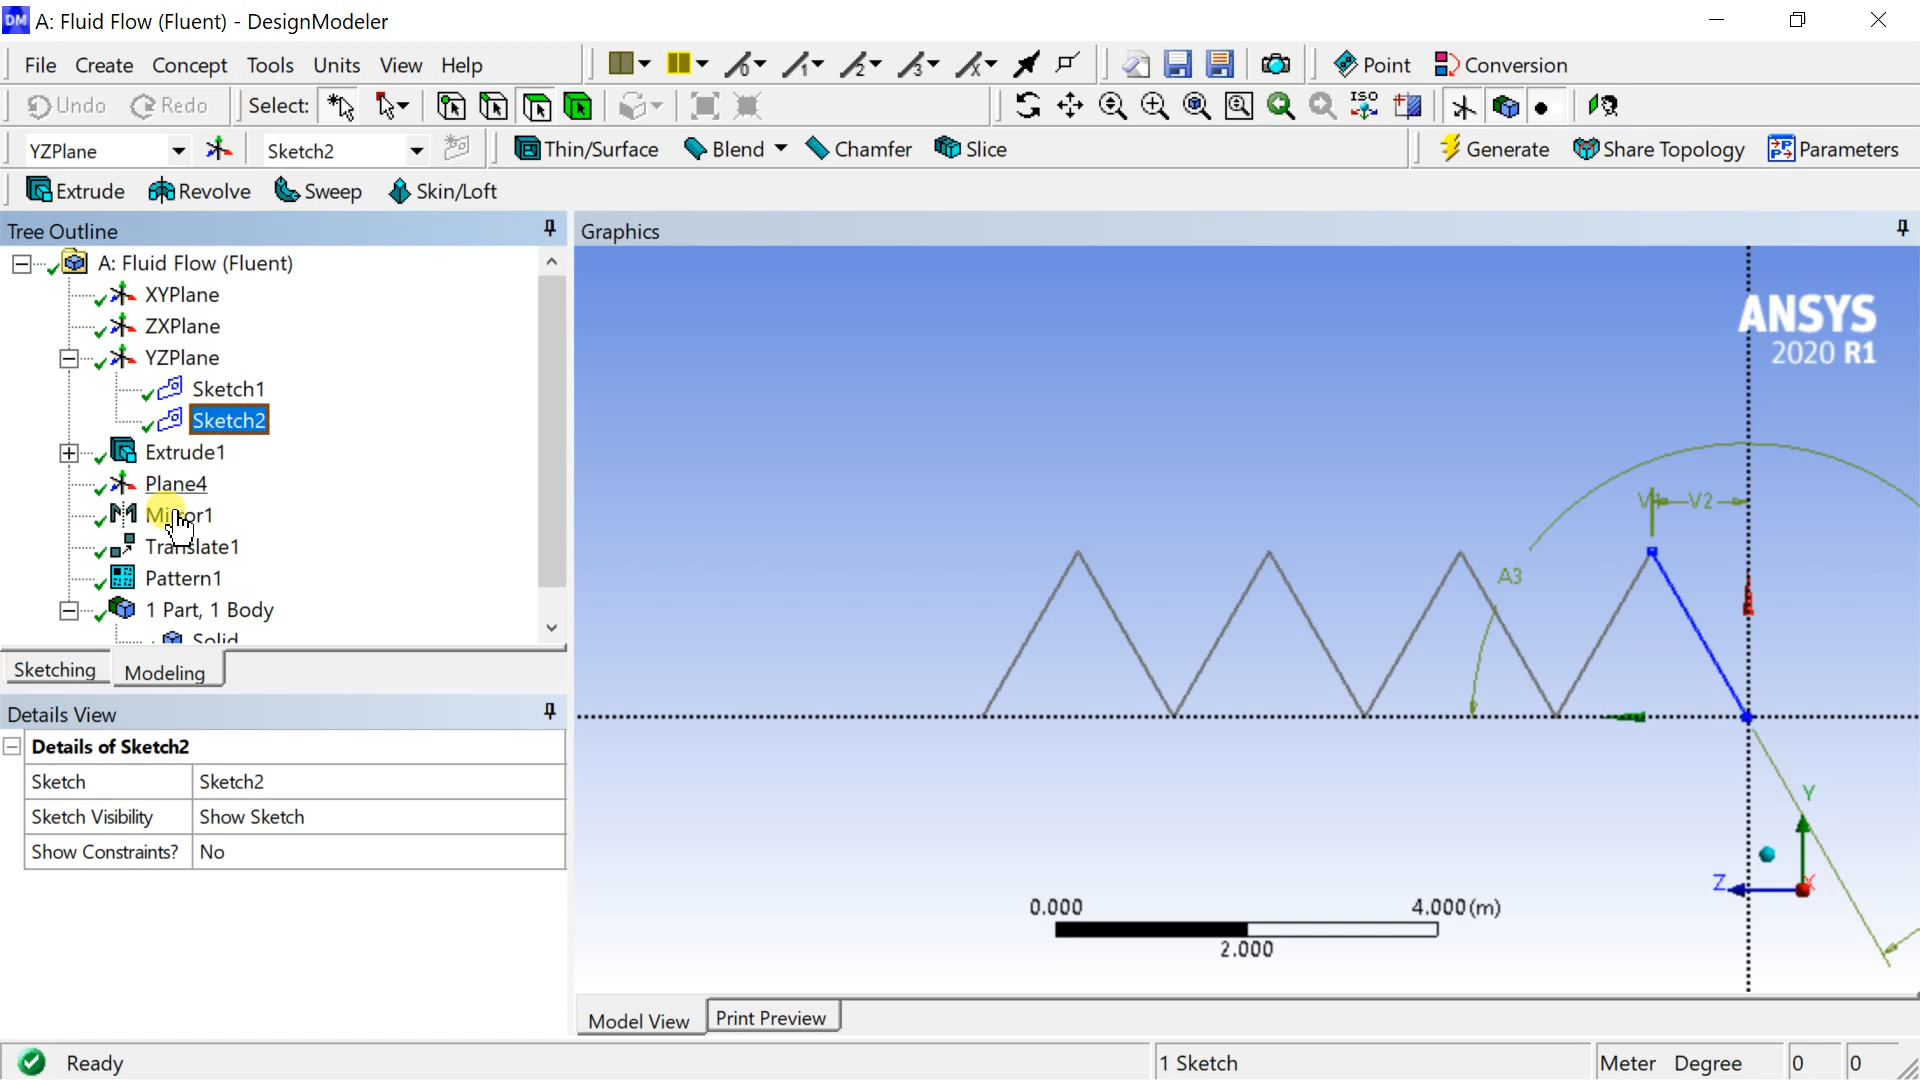 DM A: Fluid Flow (Fluent) - DesignModeler
File Create Concept Tools Units View Help
Point Conversion
Undo Redo Select: ISO
YZPlane Sketch2 Thin/Surface Blend Chamfer Slice Generate Share Topology Parameters
Extrude Revolve Sweep Skin/Loft
Tree Outline
Graphics
A: Fluid Flow (Fluent)
XYPlane
ZXPlane
YZPlane
Sketch1
Sketch2
Extrude1
Plane4
Mirror1
Translate1
Pattern1
1 Part, 1 Body
Solid
Sketching Modeling
Details View
Details of Sketch2
Sketch Sketch2
Sketch Visibility Show Sketch
Show Constraints? No
ANSYS
2020 R1
V2
A3
Y
Z X
0.000 4.000 (m)
2.000
Model View Print Preview
Ready 1 Sketch Meter Degree 0 0